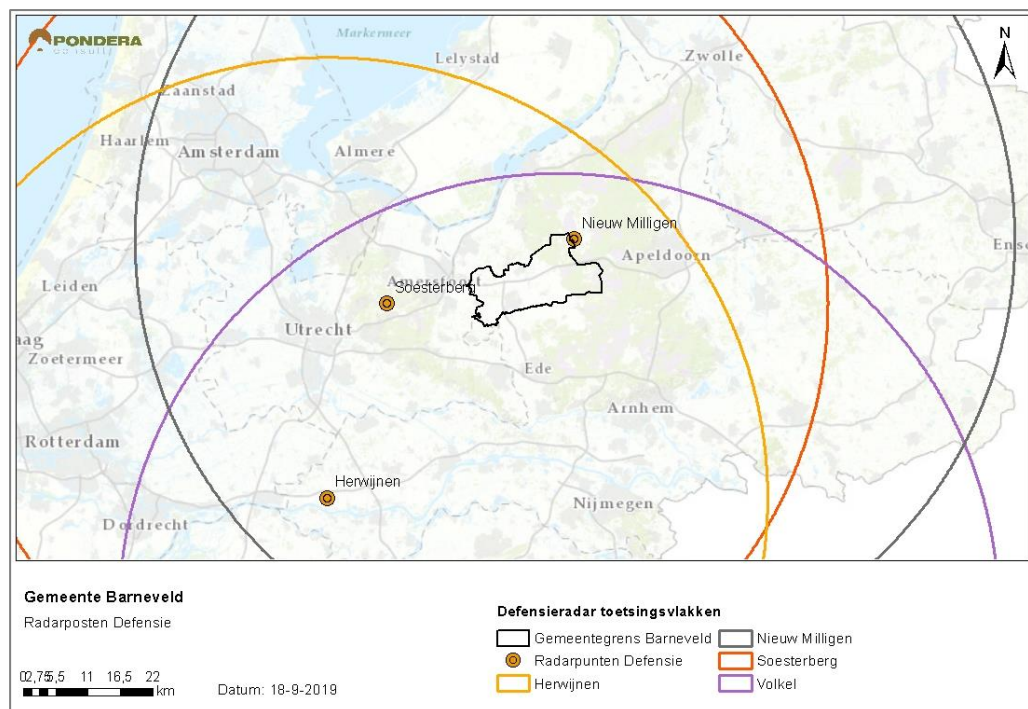 PONDERA
consult
Markermeer
Lelystad
Zwolle
N
Zaanstad
Haarlem
Amsterdam
Almere
Nieuw Milligen
Apeldoorn
Ens
Amersfoort
Soesterberg
Leiden
Utrecht
aag
Zoetermeer
Ede
Arnhem
Rotterdam
Herwijnen
Nijmegen
Dordrecht
Gemeente Barneveld
Radarposten Defensie
0 2,75 5,5 11 16,5 22
km
Datum: 18-9-2019
Defensieradar toetsingsvlakken
Gemeentegrens Barneveld
Radarpunten Defensie
Herwijnen
Nieuw Milligen
Soesterberg
Volkel